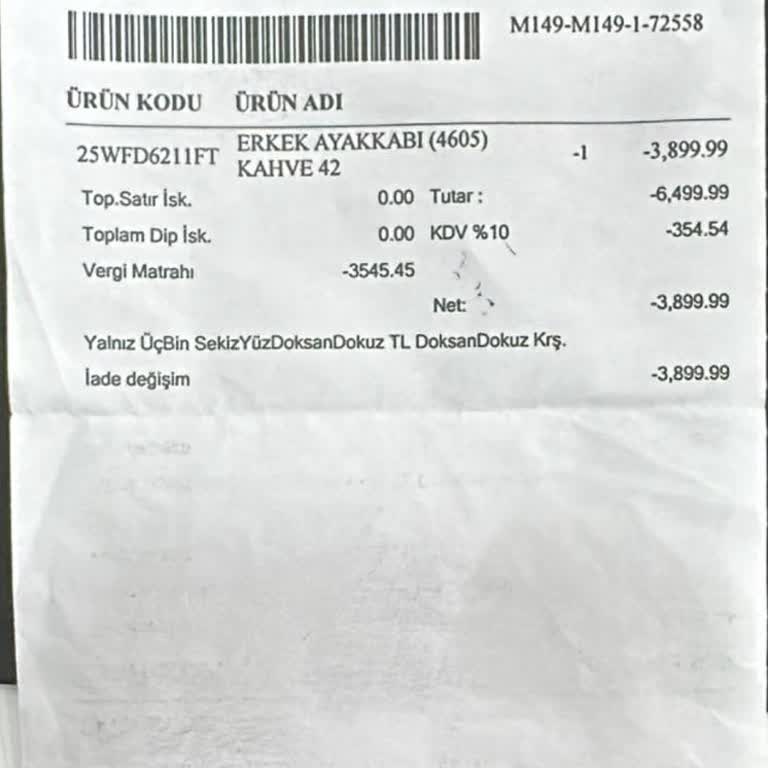 M149-M149-1-72558
ÜRÜN KODU ÜRÜN ADI
25WFD6211FT ERKEK AYAKKABI (4605) KAHVE 42 -1 -3,899.99
Top.Satır İsk. 0.00 Tutar : -6,499.99
Toplam Dip İsk. 0.00 KDV %10 -354.54
Vergi Matrahı -3545.45
Net: -3,899.99
Yalnız ÜçBin SekizYüzDoksanDokuz TL DoksanDokuz Krş.
İade değişim -3,899.99